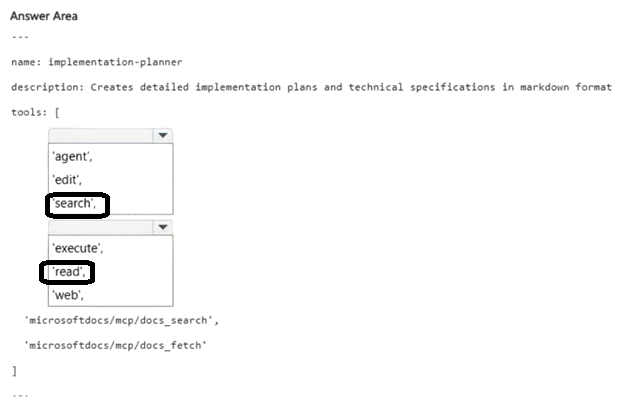 Answer Area
---
name: implementation-planner
description: Creates detailed implementation plans and technical specifications in markdown format
tools: [
'agent',
'edit',
'search',
'execute',
'read',
'web',
'microsoftdocs/mcp/docs_search',
'microsoftdocs/mcp/docs_fetch'
]
---